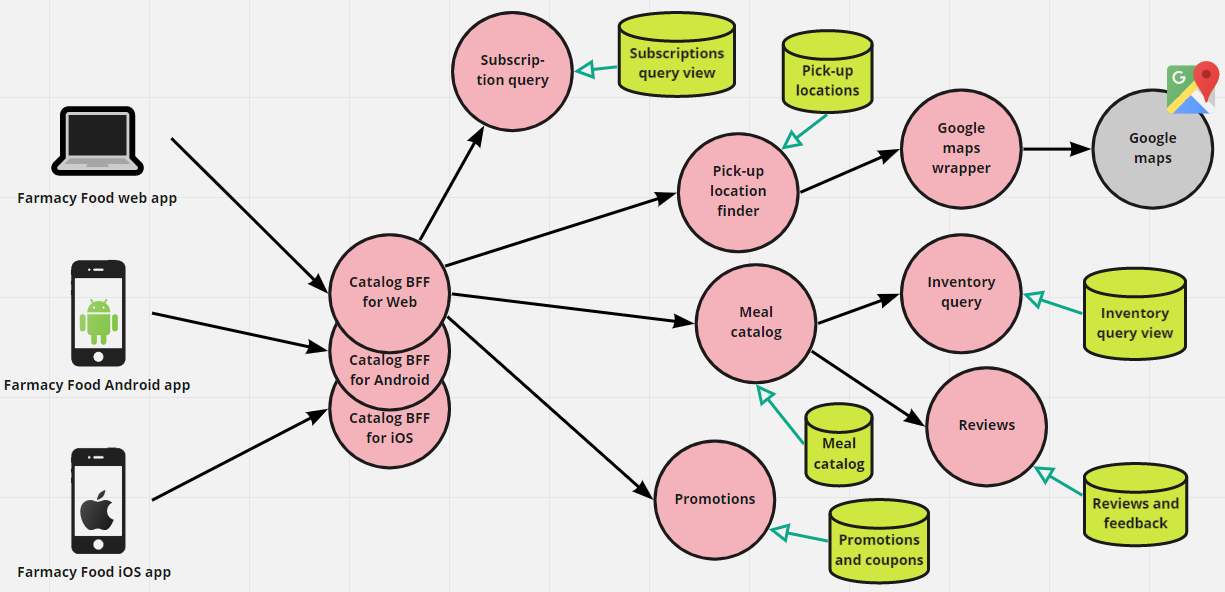 Subscrip-
tion query
Subscriptions
query view
Pick-up
locations
G
Google
maps
wrapper
Google
maps
Farmacy Food web app
Pick-up
location
finder
Catalog BFF
for Web
Inventory
query
Meal
catalog
Inventory
query view
Farmacy Food Android app
Catalog BFF
for Android
Catalog BFF
for iOS
Reviews
Meal
catalog
Promotions
Reviews and
feedback
Promotions
and coupons
Farmacy Food iOS app